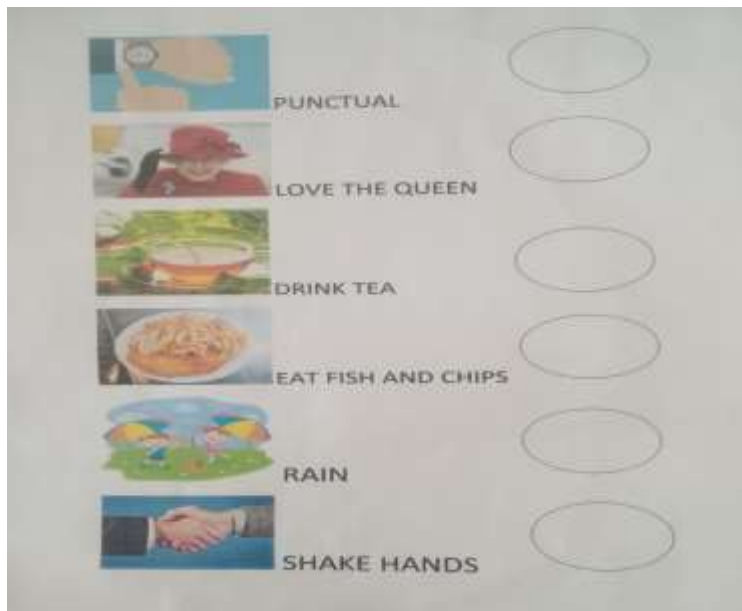 PUNCTUAL
LOVE THE QUEEN
DRINK TEA
EAT FISH AND CHIPS
RAIN
SHAKE HANDS